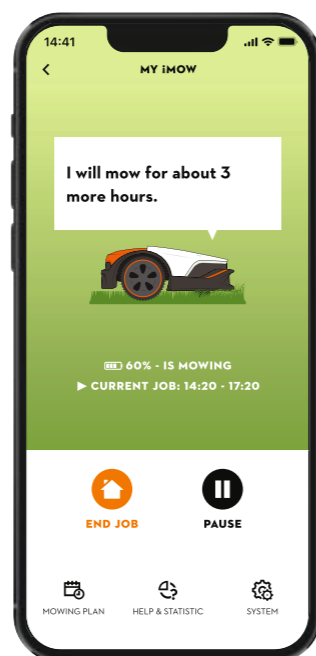 14:41
MY iMOW
I will mow for about 3
more hours.
60% - IS MOWING
CURRENT JOB: 14:20 - 17:20
END JOB
PAUSE
MOWING PLAN
HELP & STATISTIC
SYSTEM